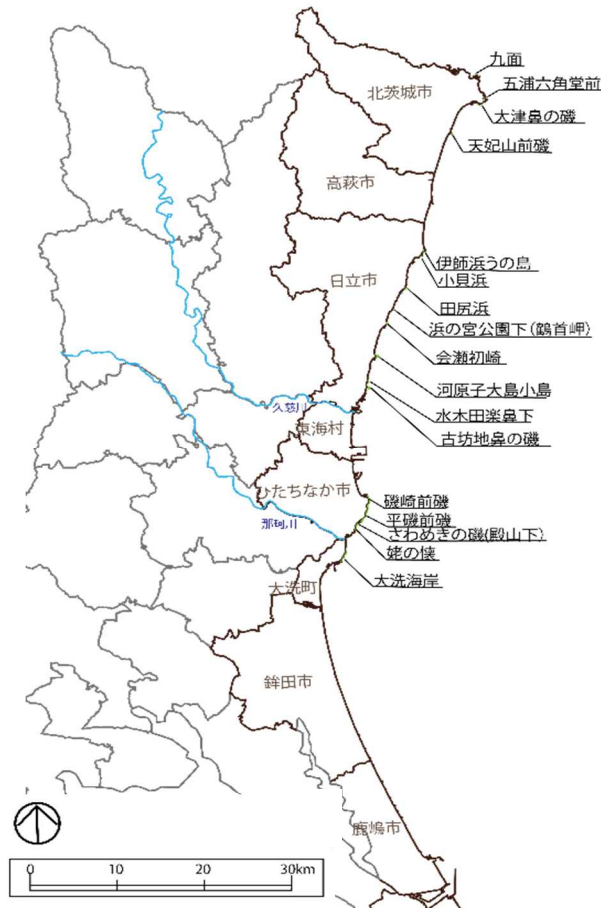 九面
五浦六角堂前
北茨城市
大津鼻の磯
天妃山前磯
高萩市
伊師浜うの島
小貝浜
日立市
田尻浜
浜の宮公園下(鶴首岬)
会瀬初崎
河原子大島小島
久慈川
水木田楽鼻下
東海村
古坊地鼻の磯
ひたちなか市
磯崎前磯
平磯前磯
那珂川
さわめきの磯(殿山下)
姥の懐
大洗海岸
大洗町
鉾田市
鹿嶋市
0 10 20 30km